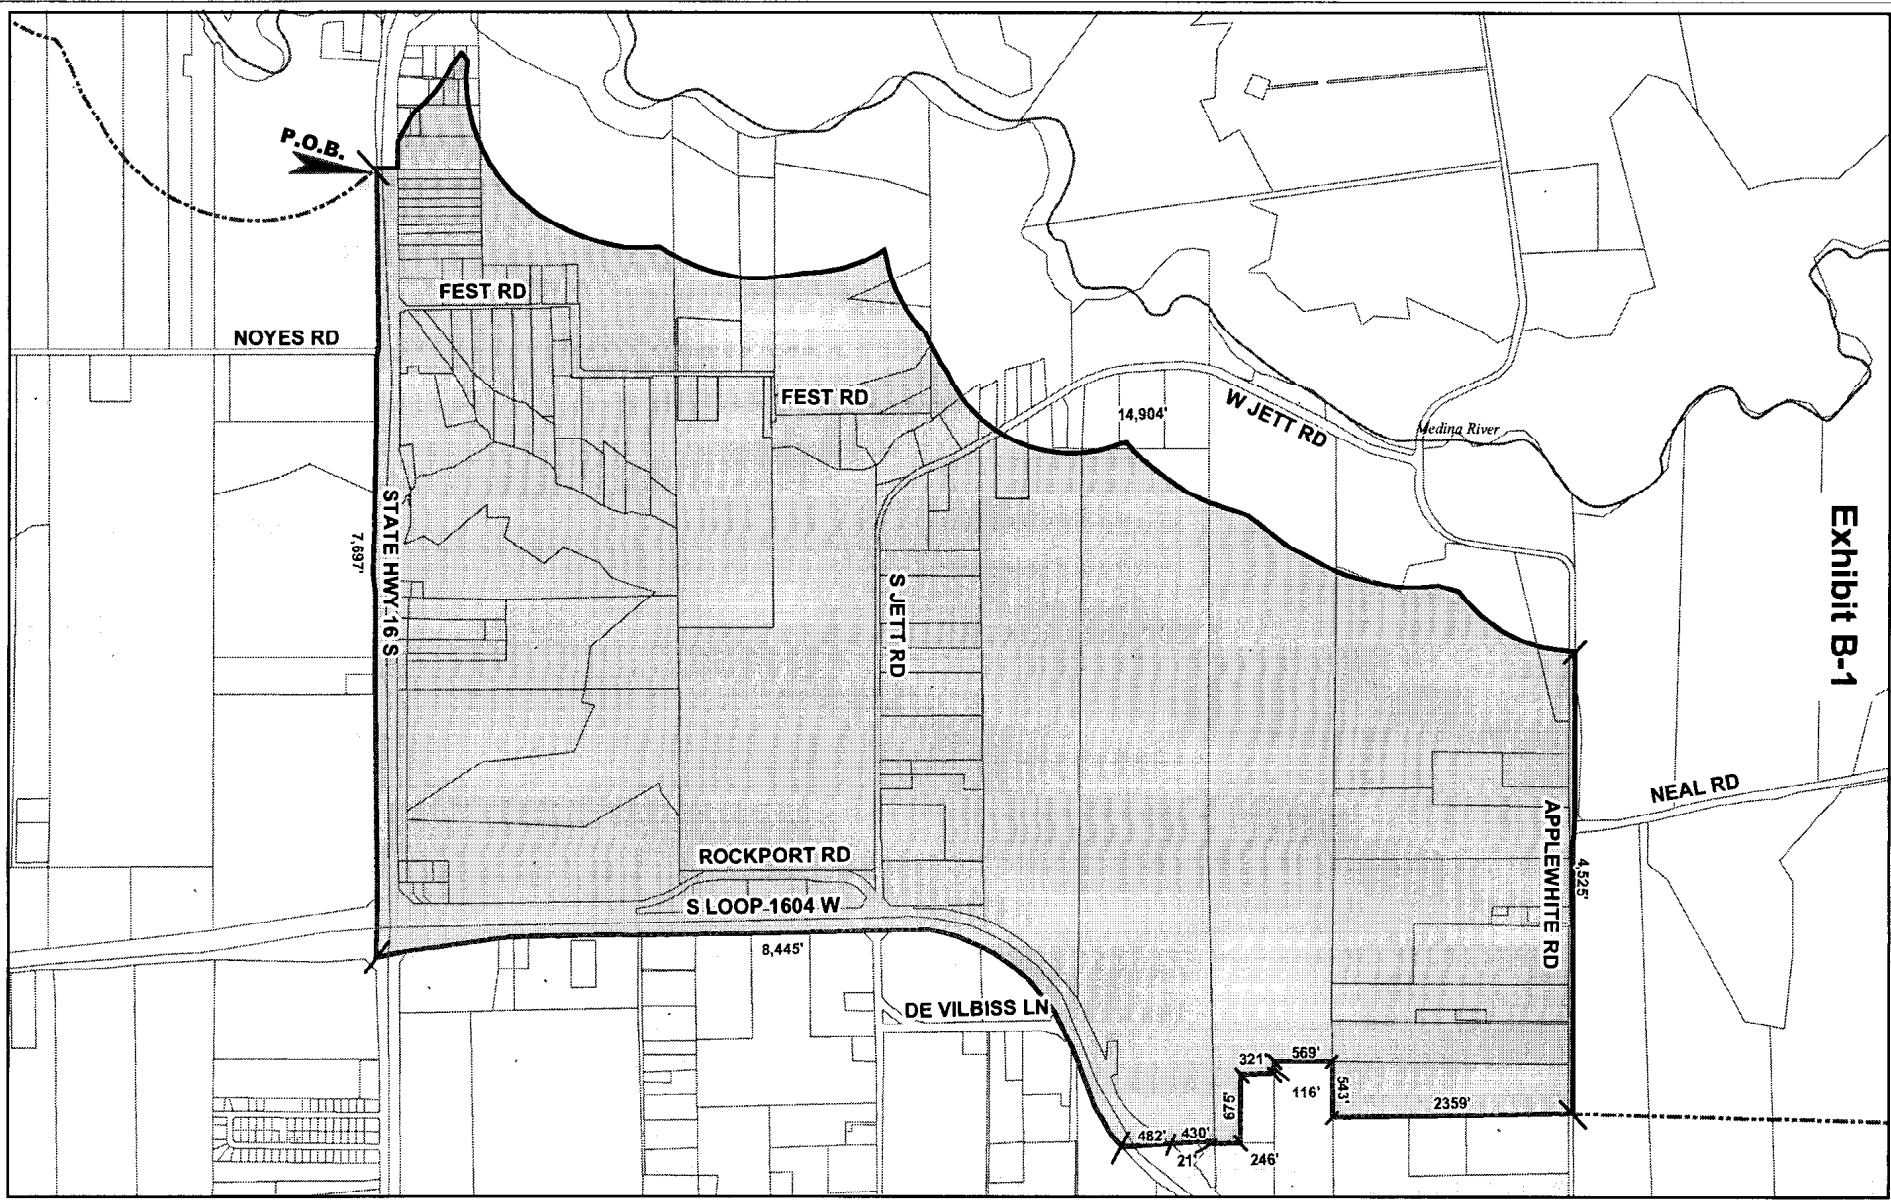 P.O.B.
FEST RD
NOYES RD
FEST RD
14,904'
W JETT RD
Medina River
Exhibit B-1
STATE HWY-16 S
7,697'
S JETT RD
NEAL RD
APPLEWHITE RD
4,525'
ROCKPORT RD
S LOOP-1604 W
8,445'
DE VILBISS LN
321'
569'
116'
543'
675'
2359'
482'
430'
21'
246'